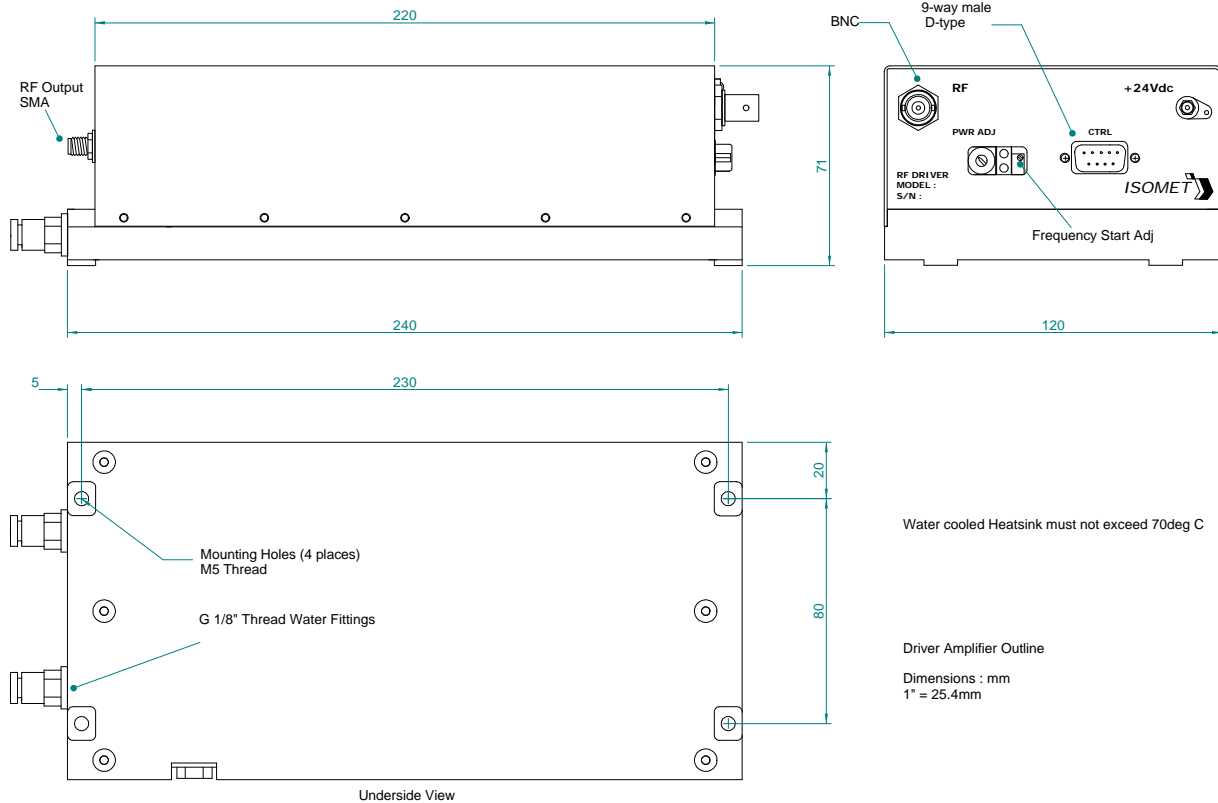 220
RF Output
SMA
71
240
BNC
9-way male
D-type
RF
+24Vdc
PWR ADJ
CTRL
RF DRIVER
MODEL :
S/N :
ISOMET
Frequency Start Adj
120
5
230
20
80
Mounting Holes (4 places)
M5 Thread
G 1/8" Thread Water Fittings
Underside View
Water cooled Heatsink must not exceed 70deg C
Driver Amplifier Outline
Dimensions : mm
1" = 25.4mm